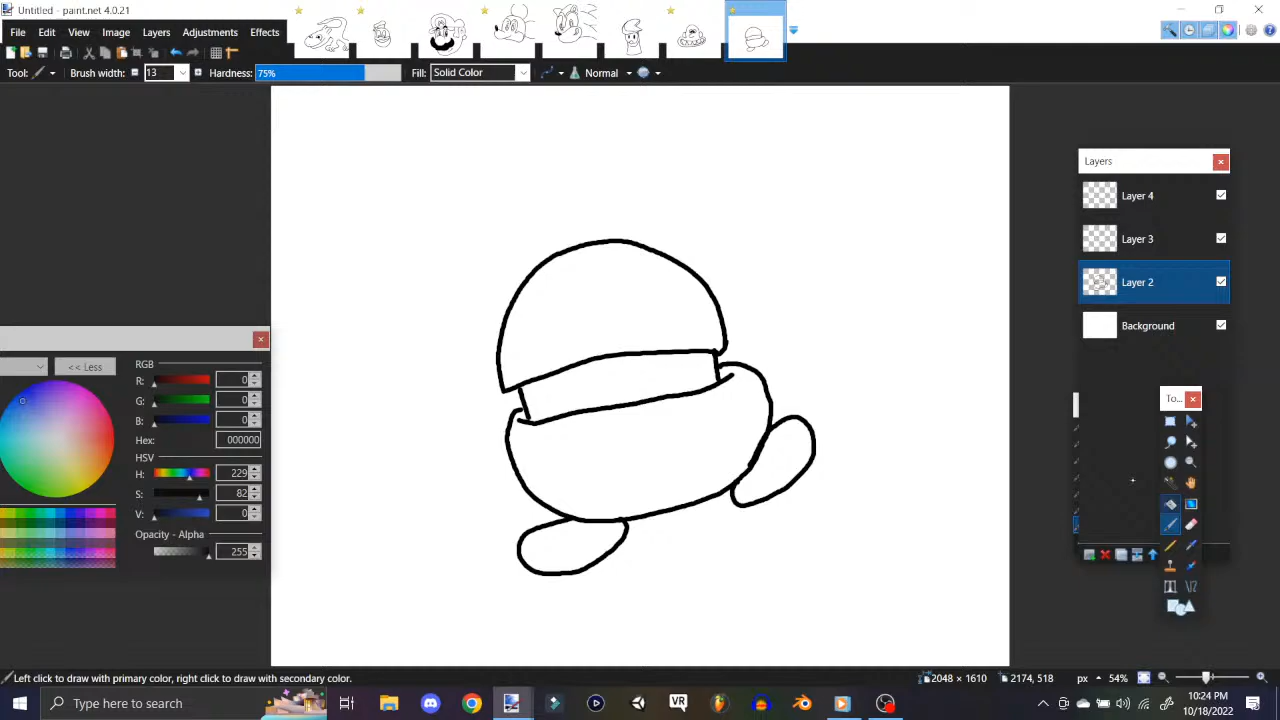 Untitled - paint.net 4.0.21
File Edit View Image Layers Adjustments Effects
Tool: Brush width: 13 Hardness: 75% Fill: Solid Color Normal
Layers
Layer 4
Layer 3
Layer 2
Background
<< Less
RGB
R: 0
G: 0
B: 0
Hex: 000000
HSV
H: 229
S: 82
V: 0
Opacity - Alpha
255
To...
Left click to draw with primary color, right click to draw with secondary color.
2048 × 1610
2174, 518
px
54%
Type here to search
VR
10:24 PM
10/18/2022